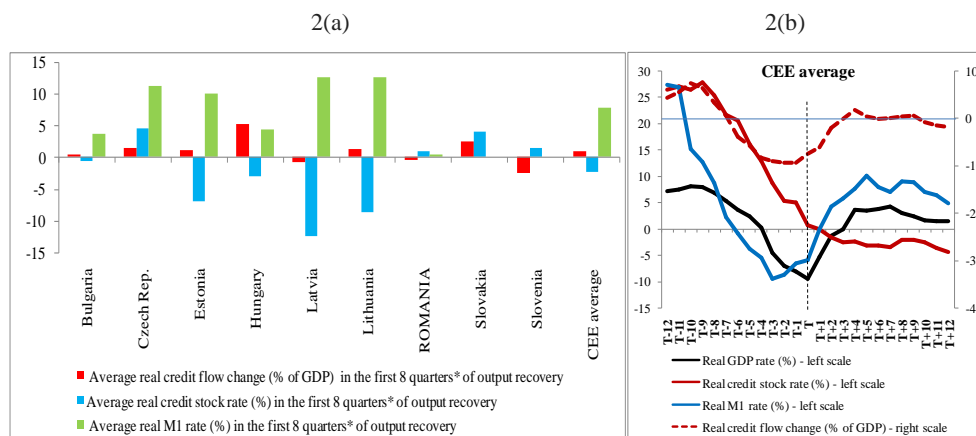 2(a)
2(b)
15
10
5
0
-5
-10
-15
Bulgaria
Czech Rep.
Estonia
Hungary
Latvia
Lithuania
ROMANIA
Slovakia
Slovenia
CEE average
Average real credit flow change (% of GDP) in the first 8 quarters* of output recovery
Average real credit stock rate (%) in the first 8 quarters* of output recovery
Average real M1 rate (%) in the first 8 quarters* of output recovery
CEE average
30
25
20
15
10
5
0
-5
-10
-15
10
0
-3
-4
T-12
T-11
T-10
T-9
T-8
T-7
T-6
T-5
T-4
T-3
T-2
T-1
T
T+1
T+2
T+3
T+4
T+5
T+6
T+7
T+8
T+9
T+10
T+11
T+12
Real GDP rate (%) - left scale
Real credit stock rate (%) - left scale
Real M1 rate (%) - left scale
Real credit flow change (% of GDP) - right scale